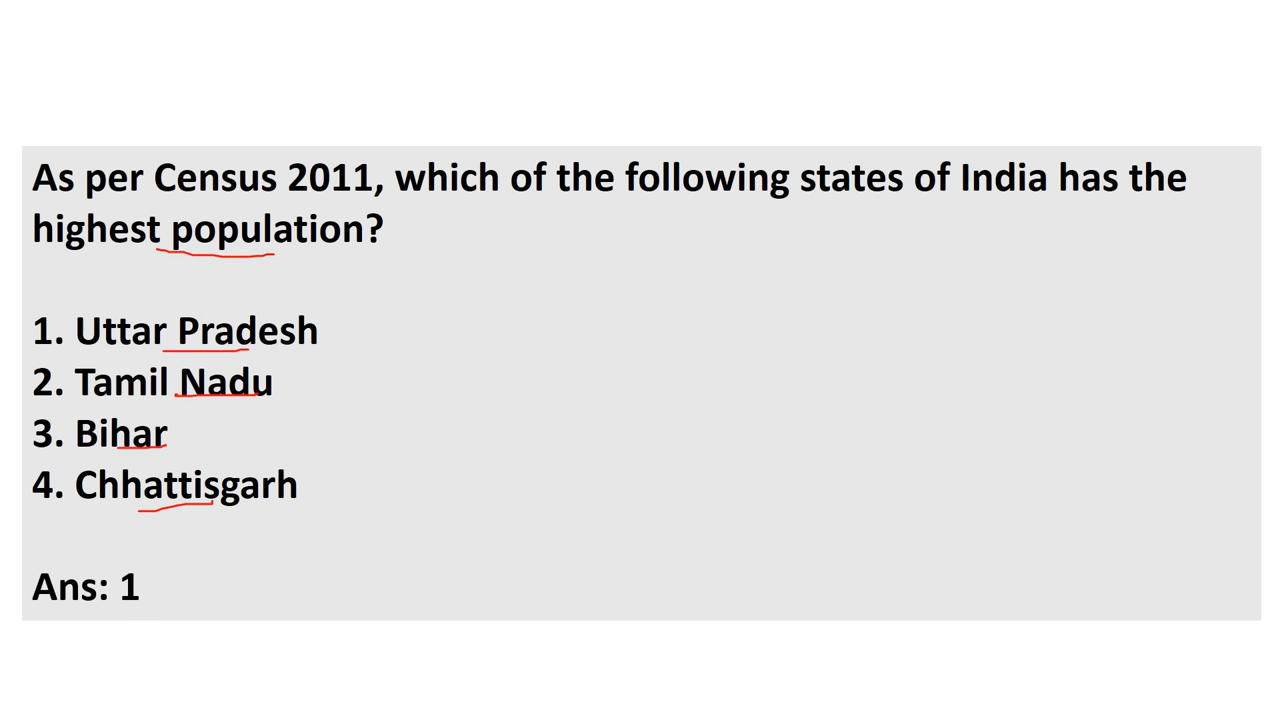 As per Census 2011, which of the following states of India has the
highest population?
1. Uttar Pradesh
2. Tamil Nadu
3. Bihar
4. Chhattisgarh
Ans: 1